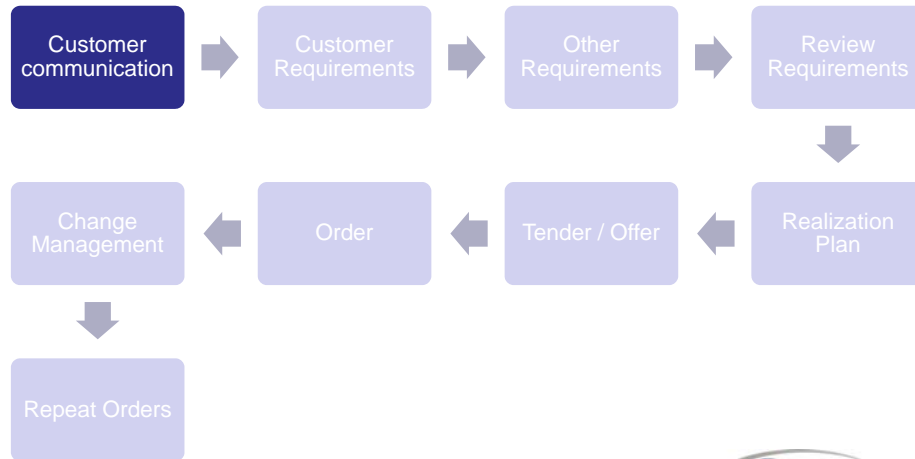 Customer
communication
Customer
Requirements
Other
Requirements
Review
Requirements
Realization
Plan
Tender / Offer
Order
Change
Management
Repeat Orders